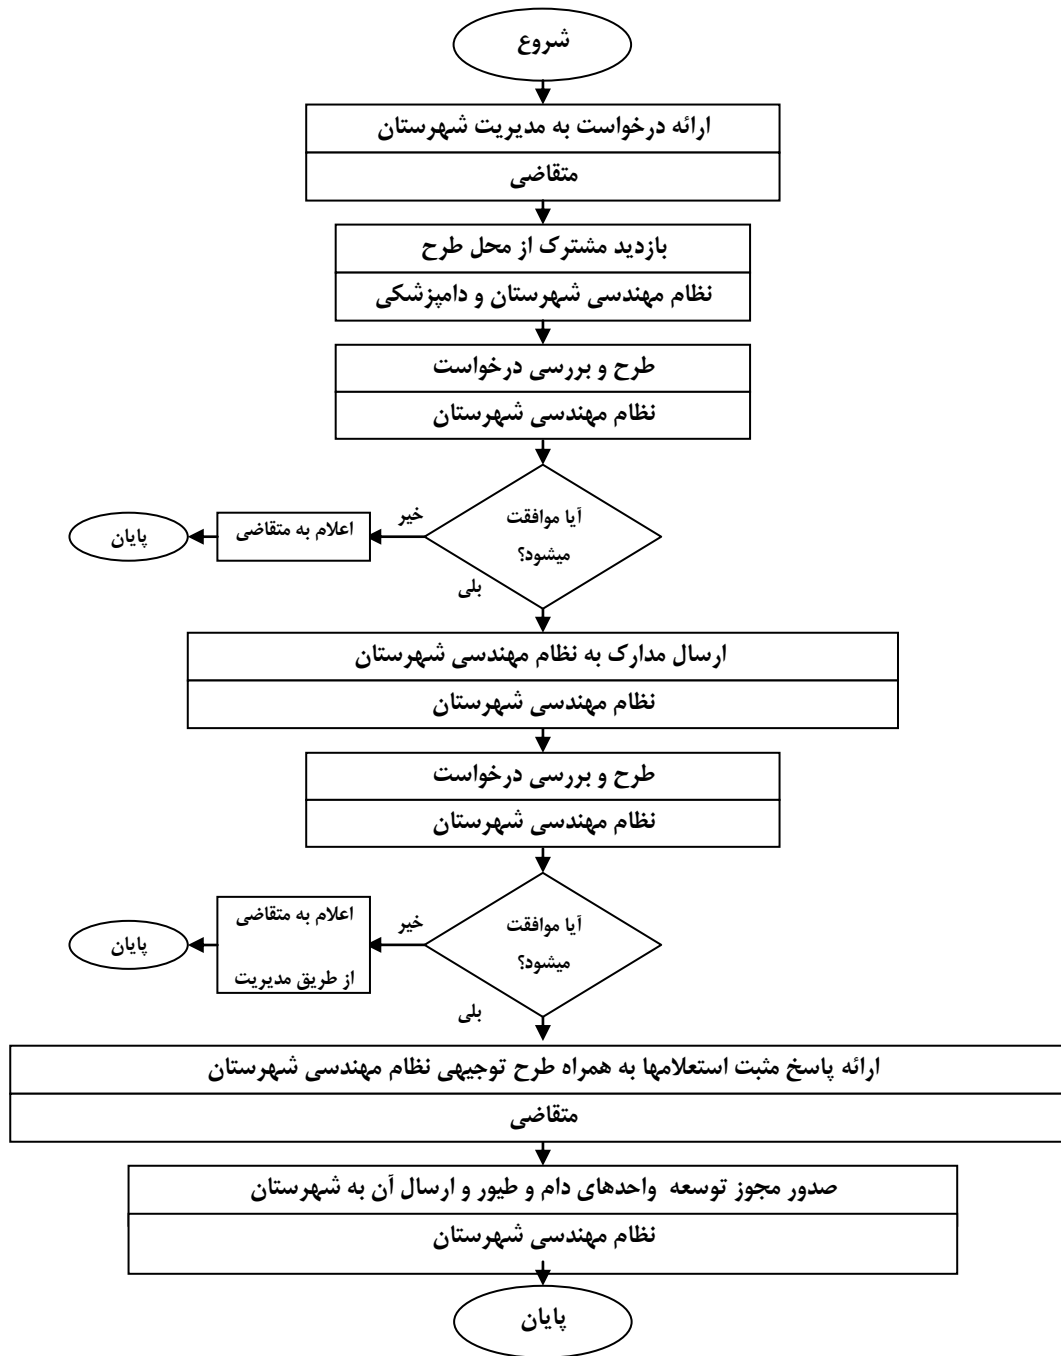 شروع
ارائه درخواست به مدیریت شهرستان
متقاضی
بازدید مشترک از محل طرح
نظام مهندسی شهرستان و دامپزشکی
طرح و بررسی درخواست
نظام مهندسی شهرستان
آیا موافقت
میشود؟
خیر
اعلام به متقاضی
پایان
بلی
ارسال مدارک به نظام مهندسی شهرستان
نظام مهندسی شهرستان
طرح و بررسی درخواست
نظام مهندسی شهرستان
آیا موافقت
میشود؟
خیر
اعلام به متقاضی
از طریق مدیریت
پایان
بلی
ارائه پاسخ مثبت استعلامها به همراه طرح توجیهی نظام مهندسی شهرستان
متقاضی
صدور مجوز توسعه واحدهای دام و طیور و ارسال آن به شهرستان
نظام مهندسی شهرستان
پایان